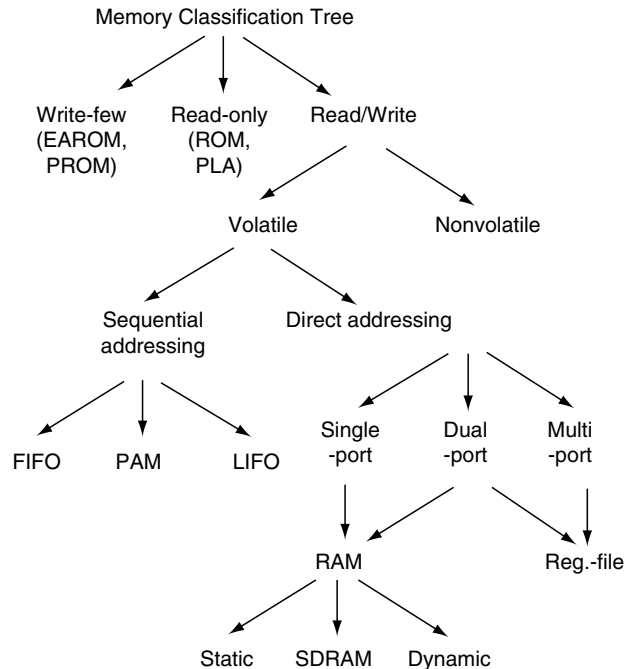 Memory Classification Tree
Write-few
(EAROM,
PROM)
Read-only
(ROM,
PLA)
Read/Write
Volatile
Nonvolatile
Sequential
addressing
Direct addressing
FIFO
PAM
LIFO
Single
-port
Dual
-port
Multi
-port
RAM
Reg.-file
Static
SDRAM
Dynamic